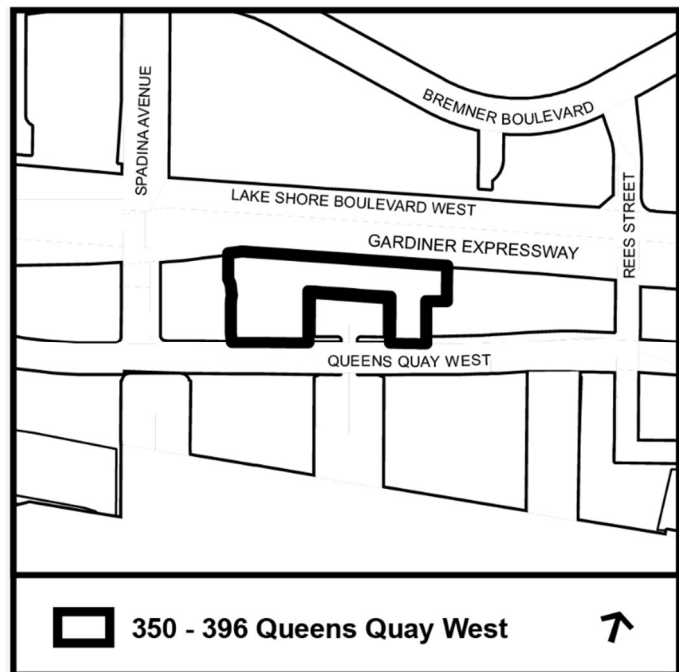 BREMNER BOULEVARD
SPADINA AVENUE
LAKE SHORE BOULEVARD WEST
REES STREET
GARDINER EXPRESSWAY
QUEENS QUAY WEST
350 - 396 Queens Quay West